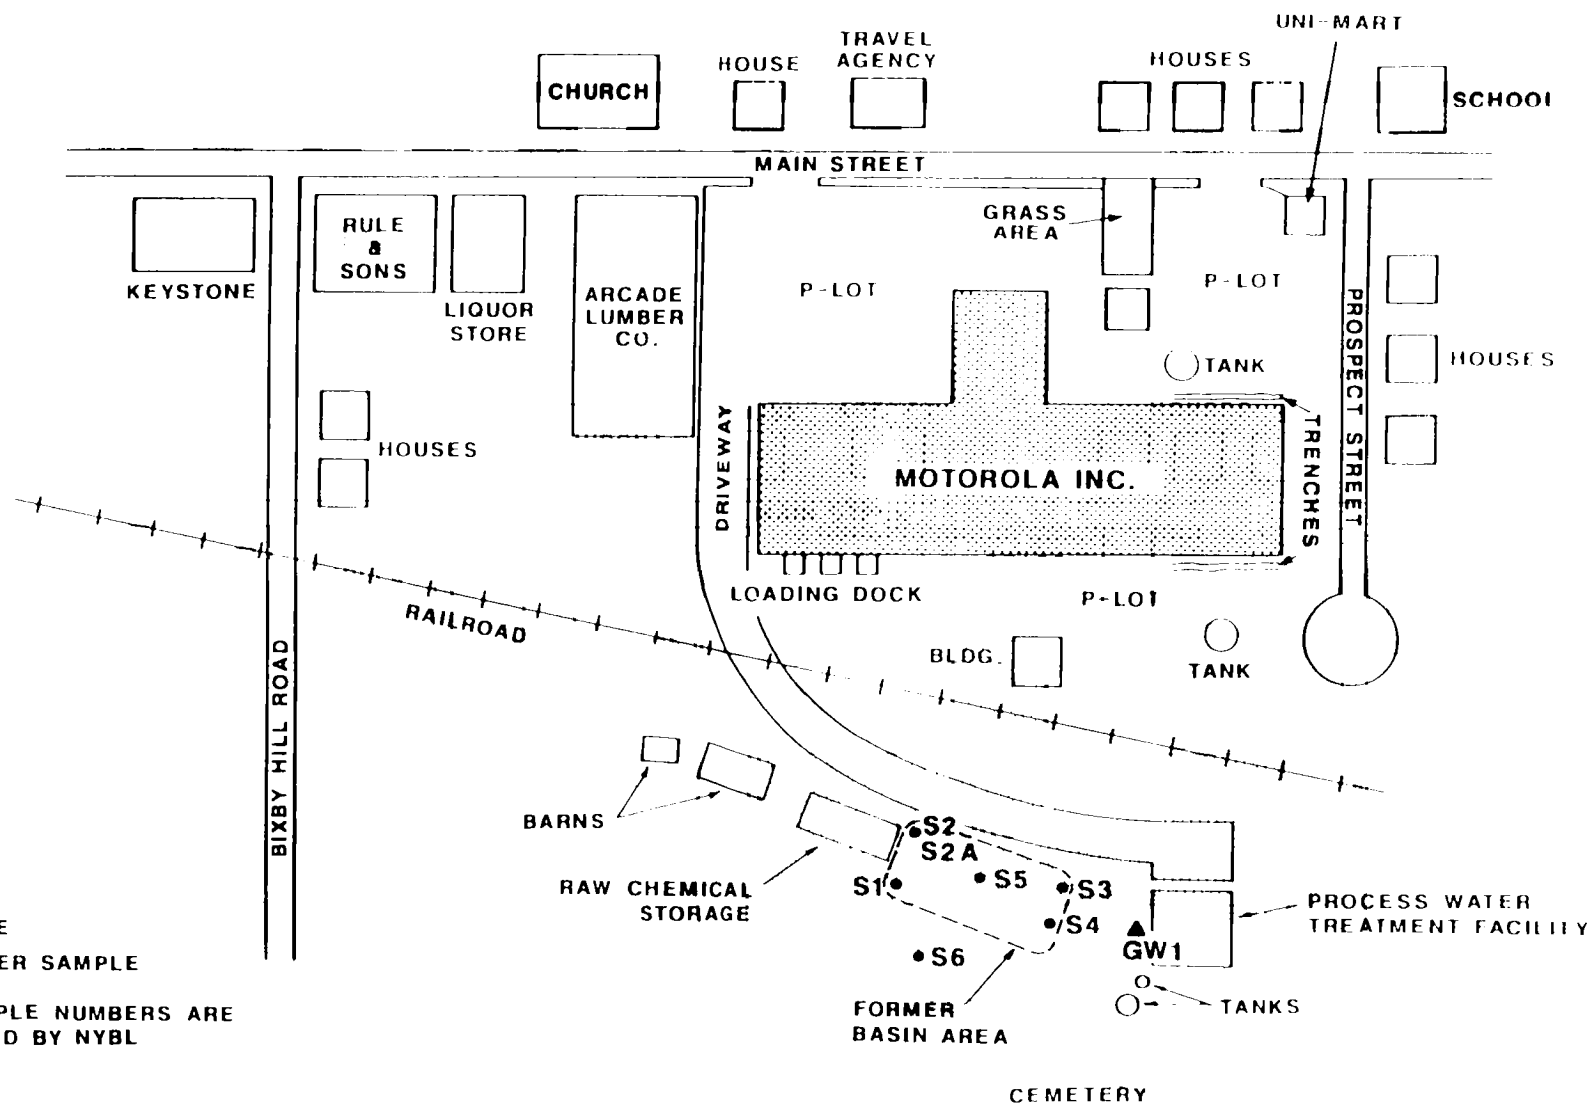 UNI-MART
TRAVEL
AGENCY
HOUSE
HOUSES
CHURCH
SCHOOL
MAIN STREET
GRASS
AREA
RULE
&
SONS
KEYSTONE
LIQUOR
STORE
ARCADE
LUMBER
CO.
P-LOT
P-LOT
PROSPECT STREET
TANK
HOUSES
HOUSES
DRIVEWAY
TRENCHES
MOTOROLA INC.
LOADING DOCK
P-LOT
RAILROAD
BLDG.
TANK
BIXBY HILL ROAD
BARNS
S2
S2A
RAW CHEMICAL
STORAGE
S1
S5
S3
S4
PROCESS WATER
TREATMENT FACILITY
GW1
S6
TANKS
FORMER
BASIN AREA
E
ER SAMPLE
PLE NUMBERS ARE
D BY NYBL
CEMETERY